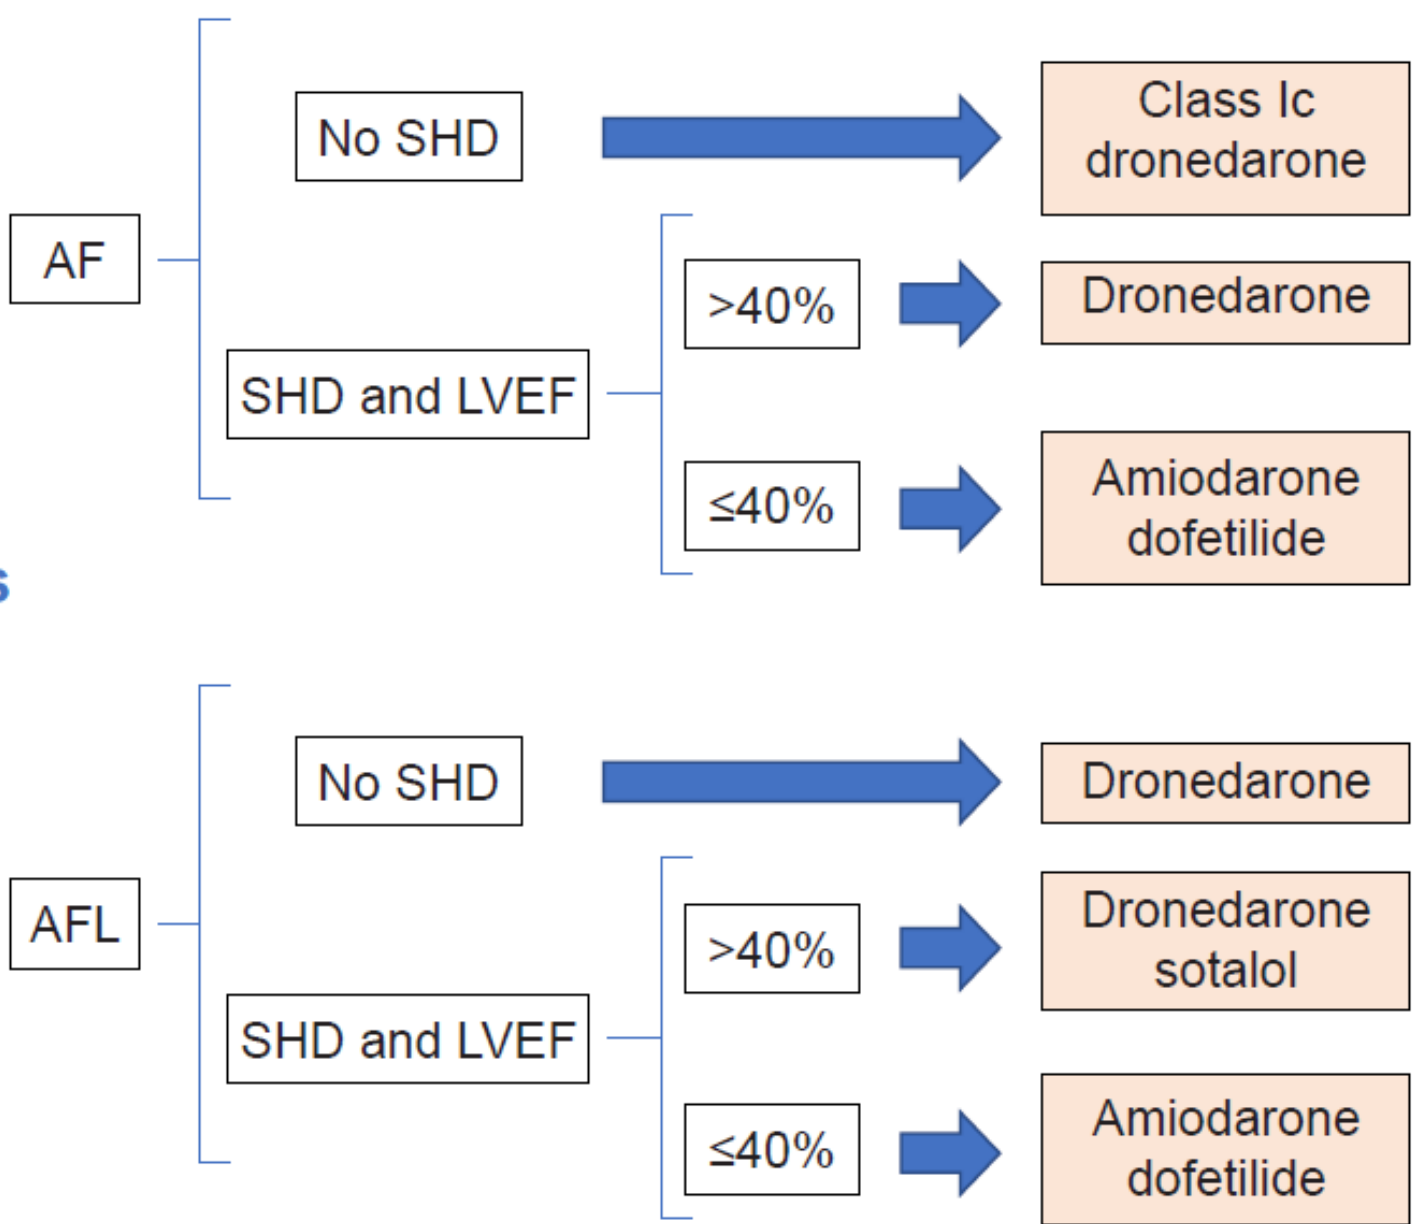 AF
No SHD
Class Ic
dronedarone
SHD and LVEF
>40%
Dronedarone
≤40%
Amiodarone
dofetilide
s
AFL
No SHD
Dronedarone
SHD and LVEF
>40%
Dronedarone
sotalol
≤40%
Amiodarone
dofetilide